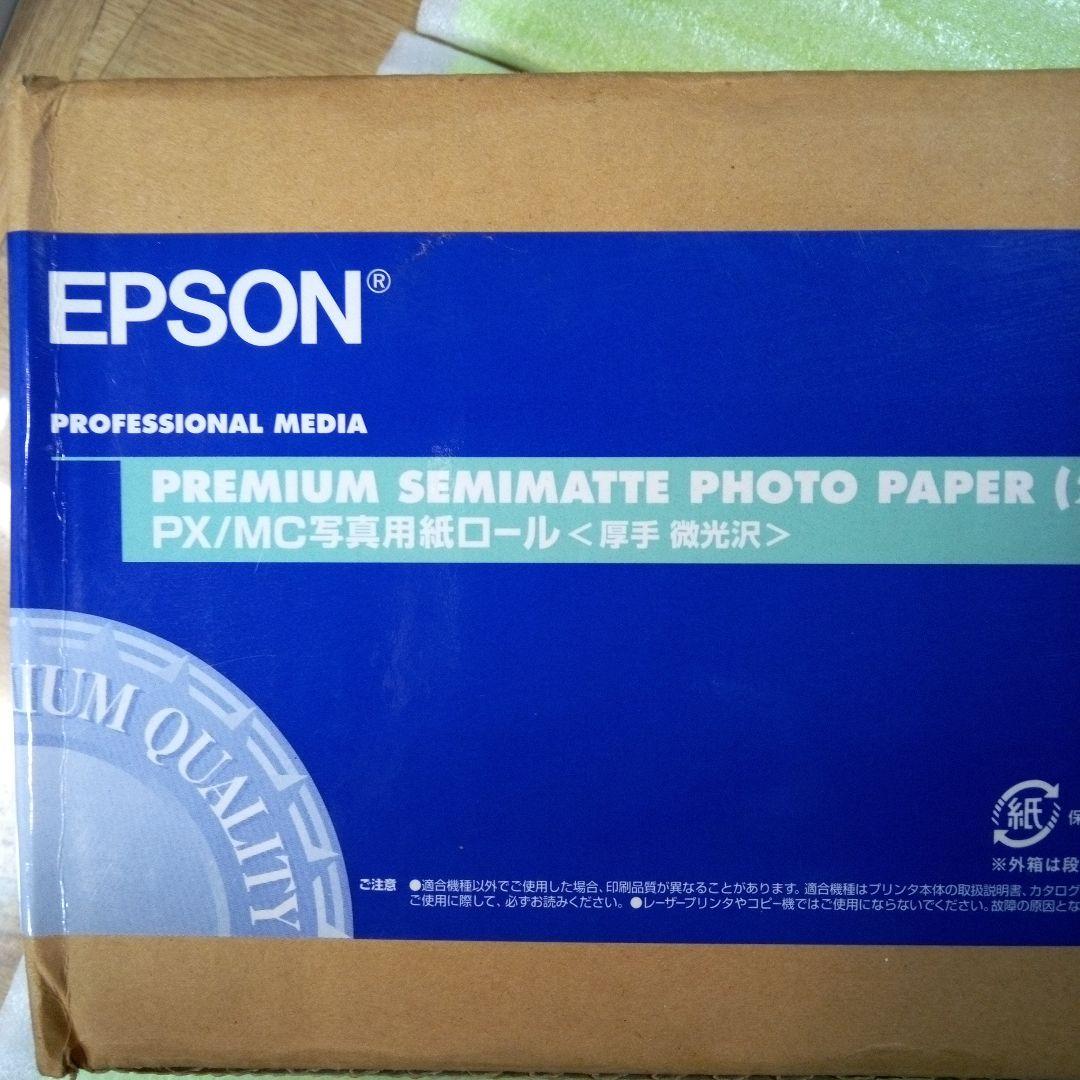 EPSON®
PROFESSIONAL MEDIA
PREMIUM SEMIMATTE PHOTO PAPER (
PX/MC写真用紙ロール＜厚手 微光沢＞
QUALITY
紙
※外箱は段
ご注意 ●適合機種以外でご使用した場合、印刷品質が異なることがあります。適合機種はプリンタ本体の取扱説明書、カタログ
ご使用に際して、必ずお読みください。●レーザープリンタやコピー機ではご使用にならないでください。故障の原因とな